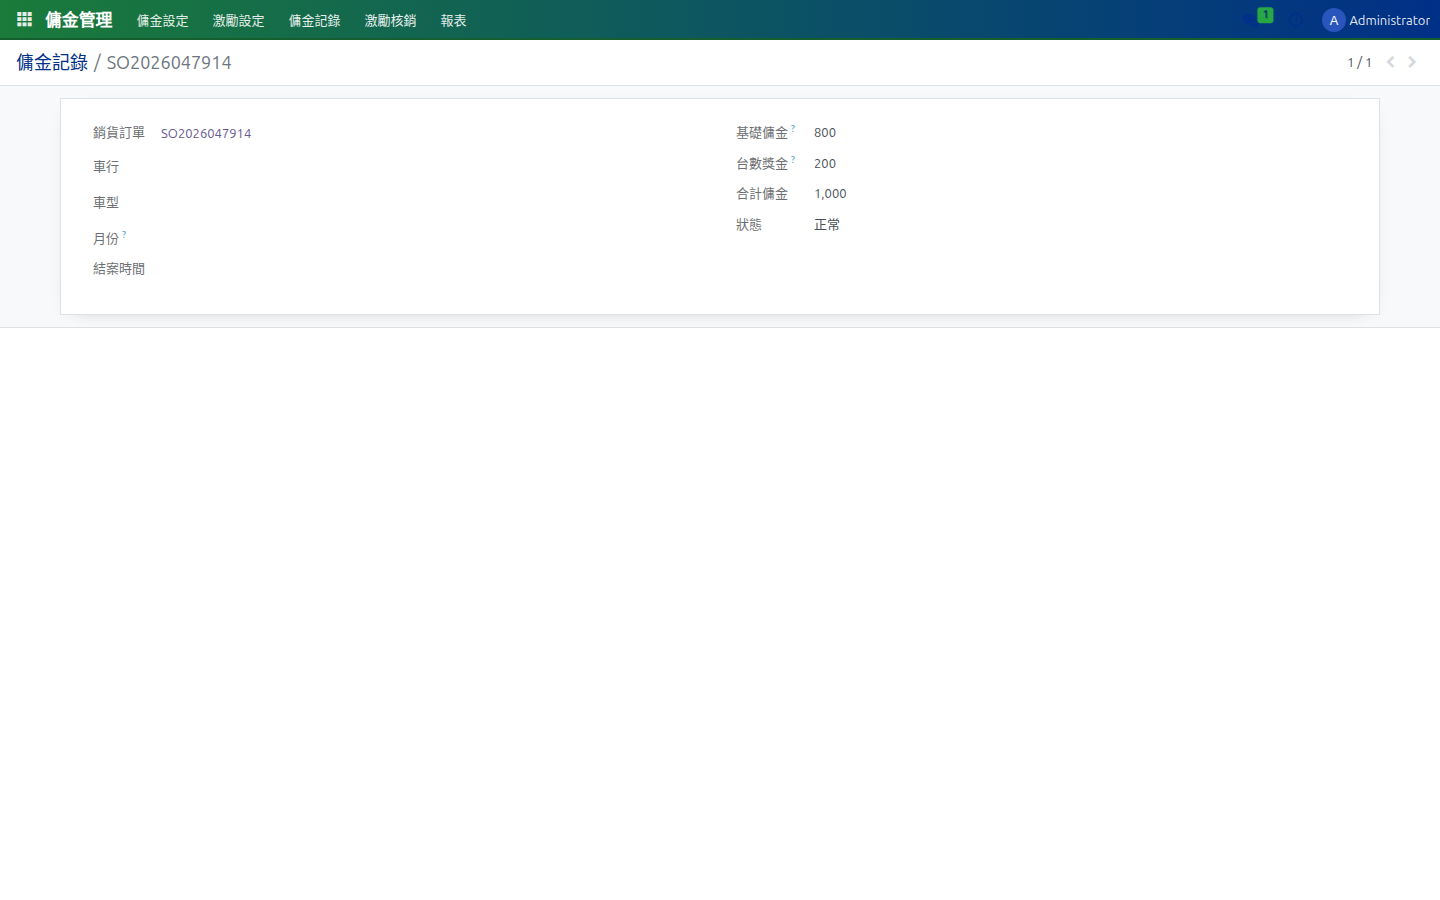 傭金管理 傭金設定 激勵設定 傭金記錄 激勵核銷 報表 1 A Administrator
傭金記錄 / SO2026047914 1 / 1
銷貨訂單 SO2026047914
車行
車型
月份 ?
結案時間
基礎傭金 ? 800
台數獎金 ? 200
合計傭金 1,000
狀態 正常